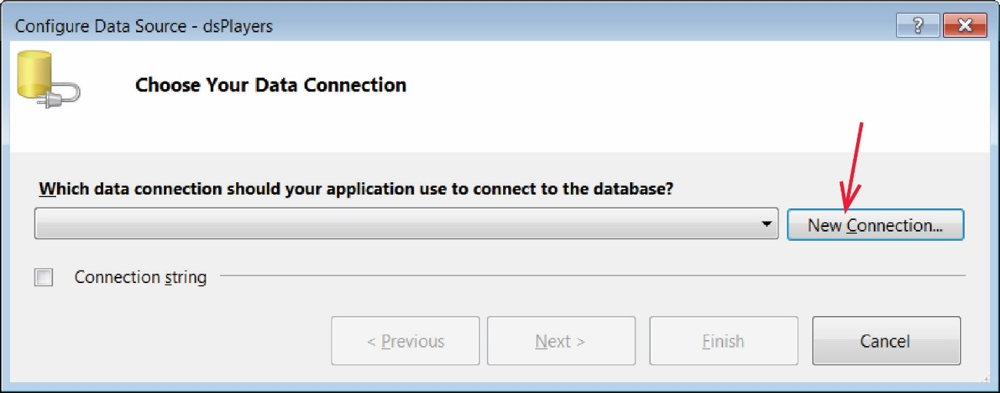 Configure Data Source - dsPlayers
?
Choose Your Data Connection
Which data connection should your application use to connect to the database?
New Connection...
Connection string
< Previous
Next >
Finish
Cancel